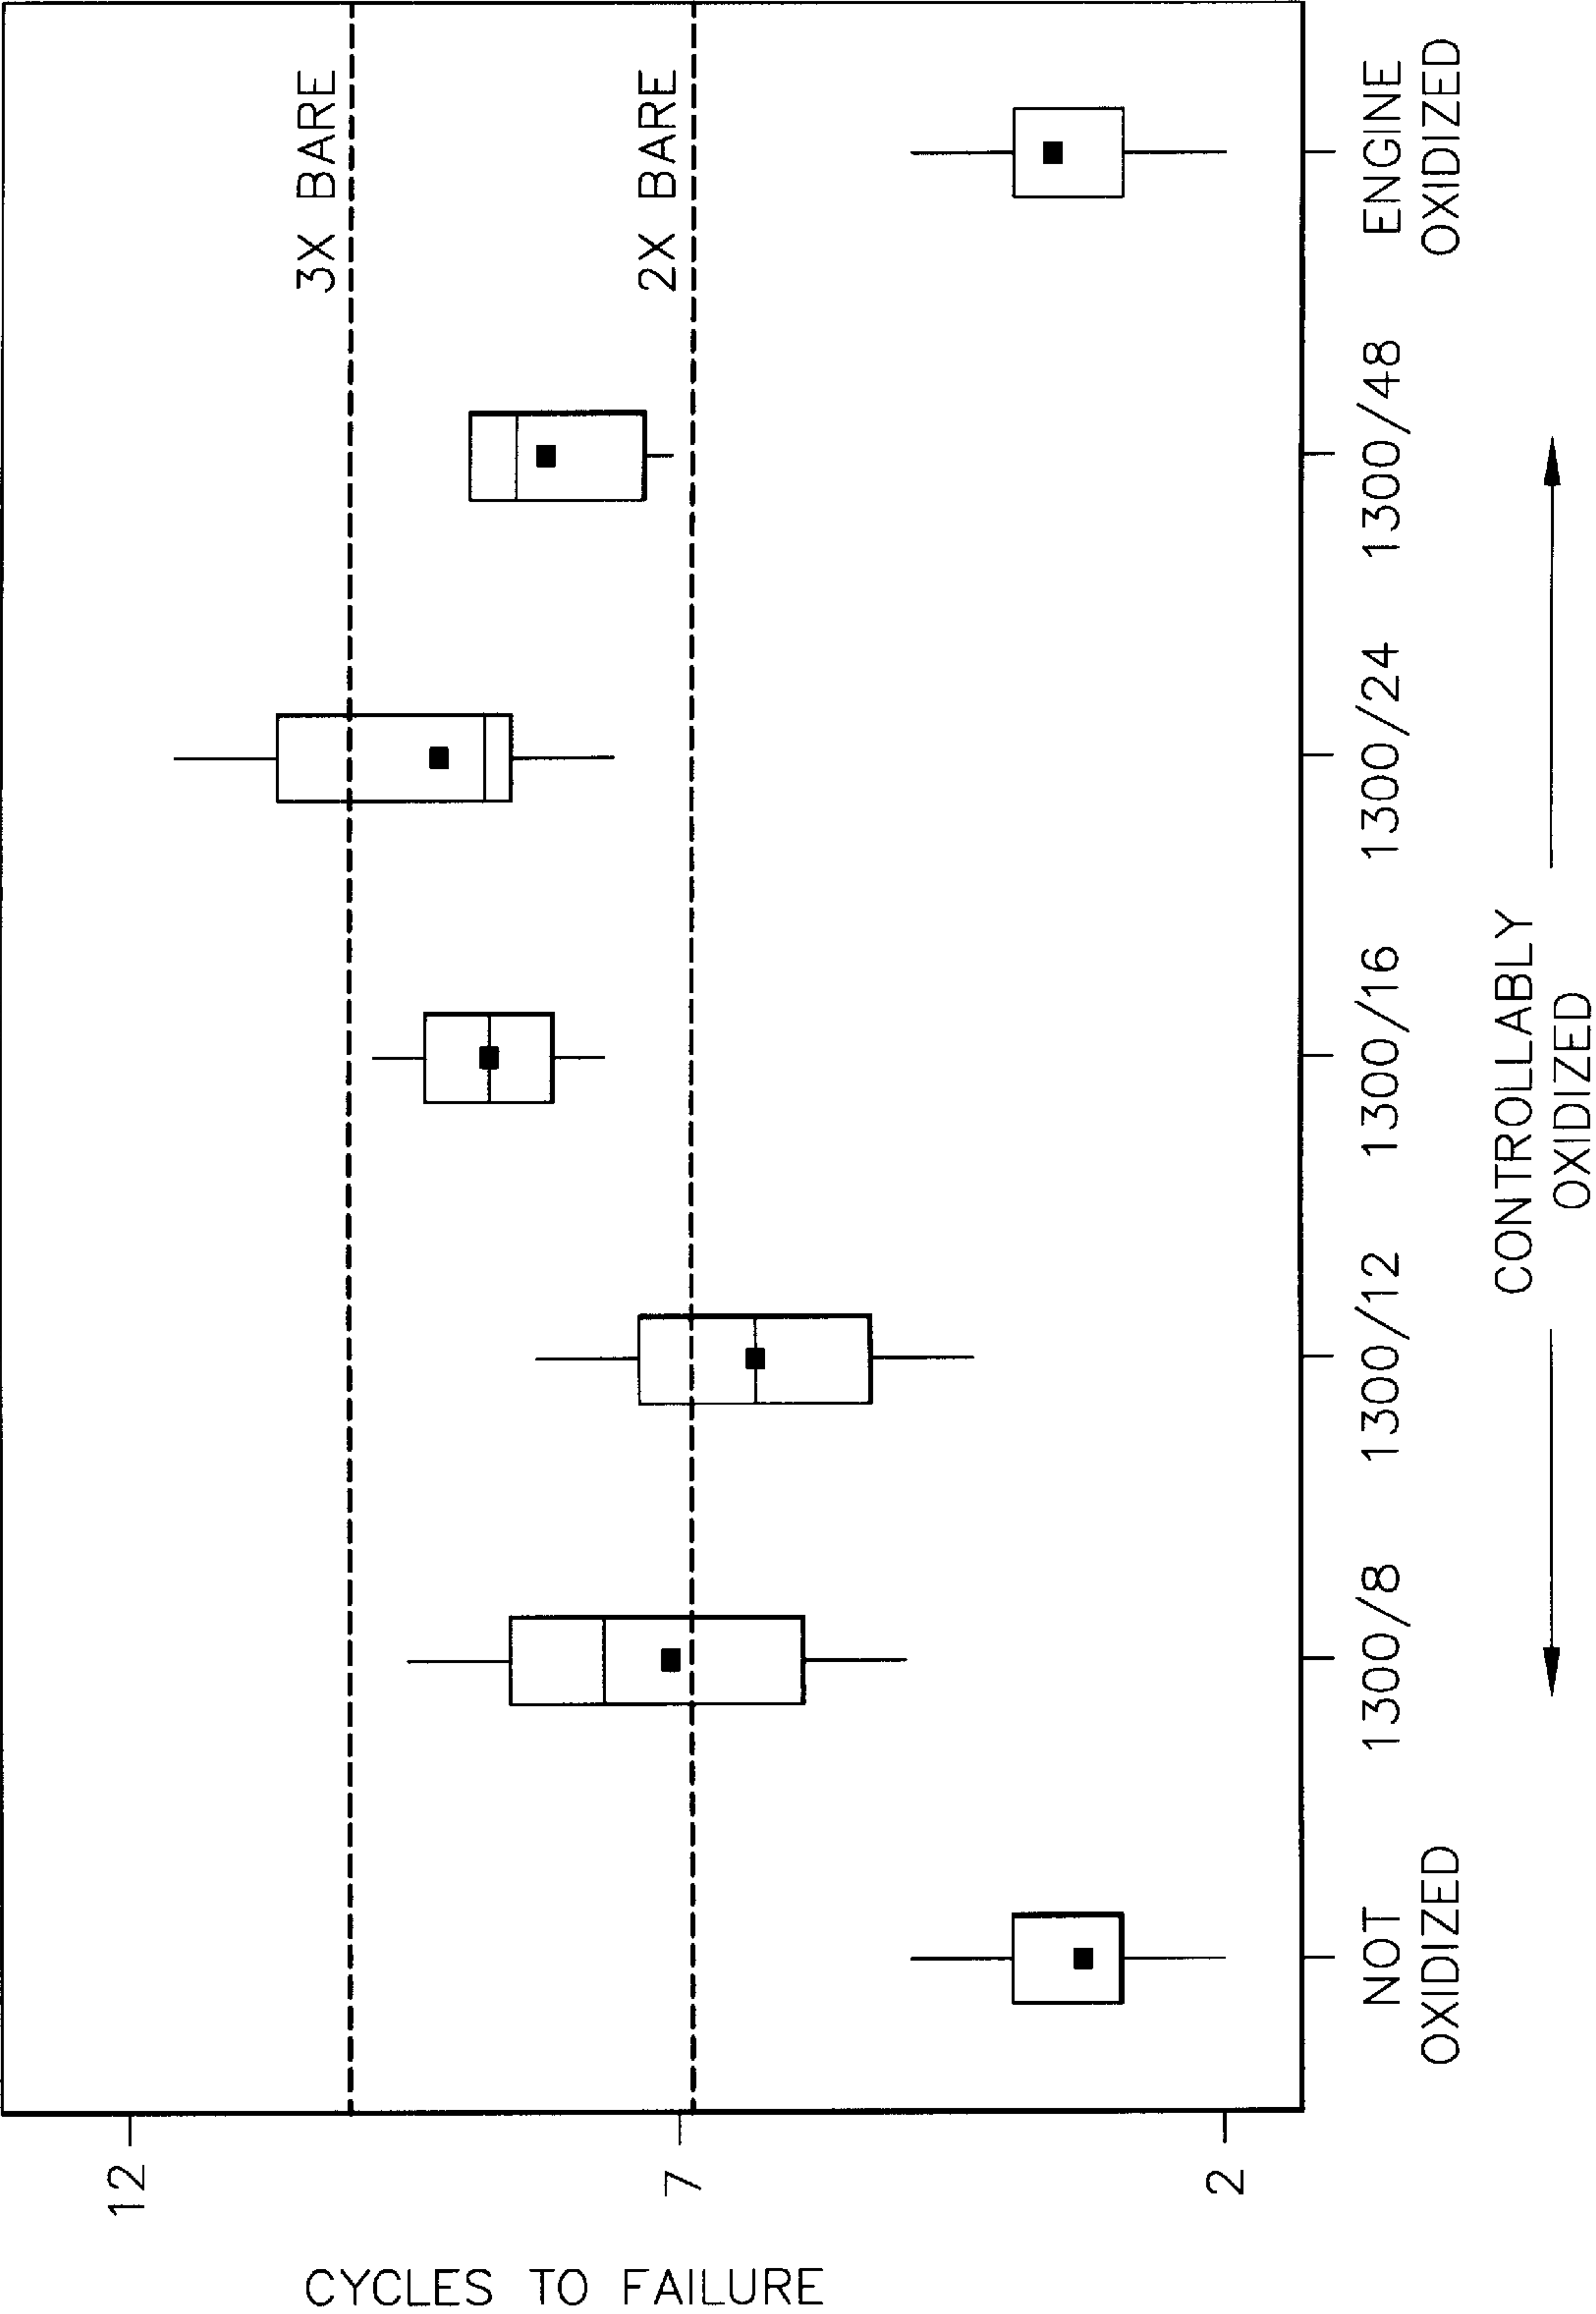 CYCLES TO FAILURE
12
7
2
3X BARE
2X BARE
NOT
OXIDIZED
1300/8
1300/12
1300/16
1300/24
1300/48
ENGINE
OXIDIZED
CONTROLLABLY
OXIDIZED